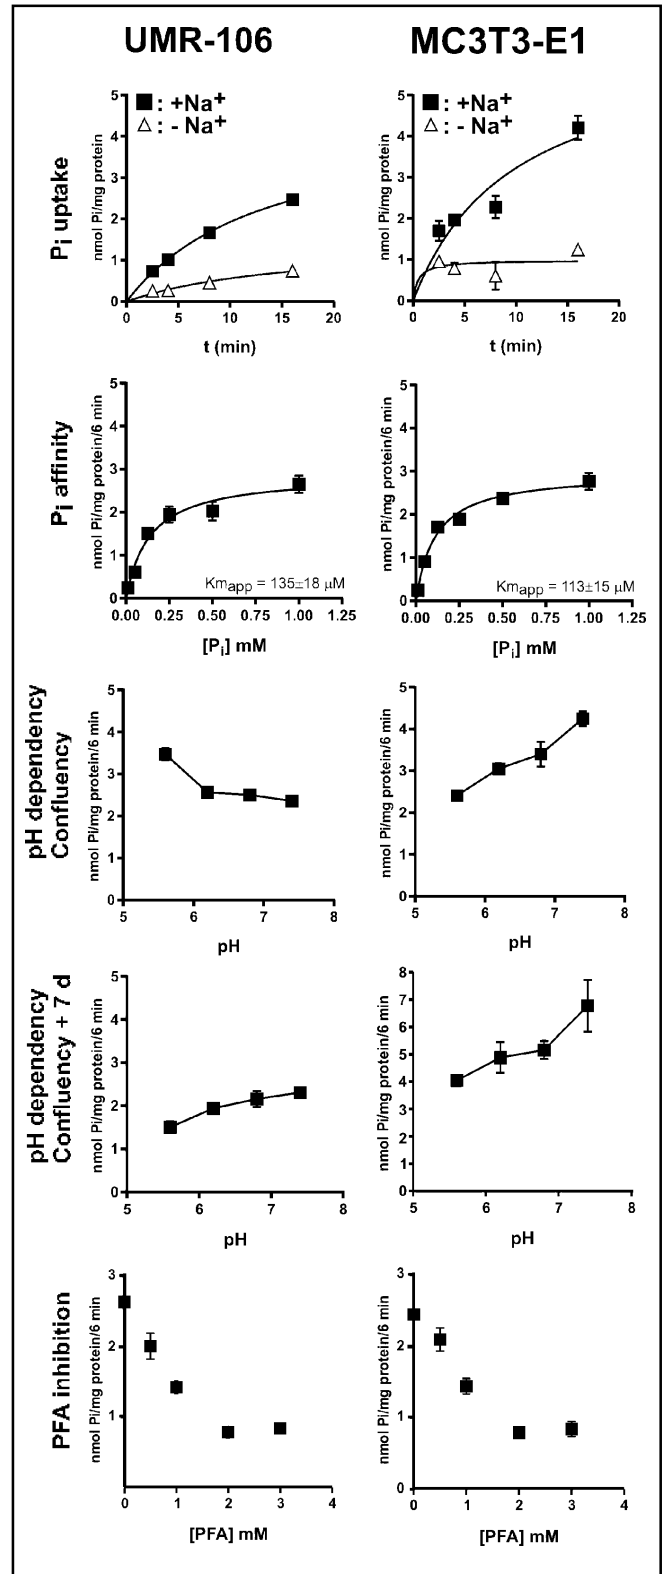 UMR-106 MC3T3-E1
Pi uptake
nmol Pi/mg protein
5
4
3
2
1
0
■: +Na+
△: - Na+
0 5 10 15 20
t (min)
nmol Pi/mg protein
5
4
3
2
1
0
■: +Na+
△: - Na+
0 5 10 15 20
t (min)
Pi affinity
nmol Pi/mg protein/6 min
5
4
3
2
1
0
Kmapp = 135±18 µM
0.00 0.25 0.50 0.75 1.00 1.25
[Pi] mM
nmol Pi/mg protein/6 min
5
4
3
2
1
0
Kmapp = 113±15 µM
0.00 0.25 0.50 0.75 1.00 1.25
[Pi] mM
pH dependency
Confluency
nmol Pi/mg protein/6 min
5
4
3
2
1
0
5 6 7 8
pH
nmol Pi/mg protein/6 min
5
4
3
2
1
0
5 6 7 8
pH
pH dependency
Confluency + 7 d
nmol Pi/mg protein/6 min
5
4
3
2
1
0
5 6 7 8
pH
nmol Pi/mg protein/6 min
8
7
6
5
4
3
2
1
0
5 6 7 8
pH
PFA inhibition
nmol Pi/mg protein/6 min
3
2
1
0 1 2 3 4
[PFA] mM
nmol Pi/mg protein/6 min
3
2
1
0
0 1 2 3 4
[PFA] mM